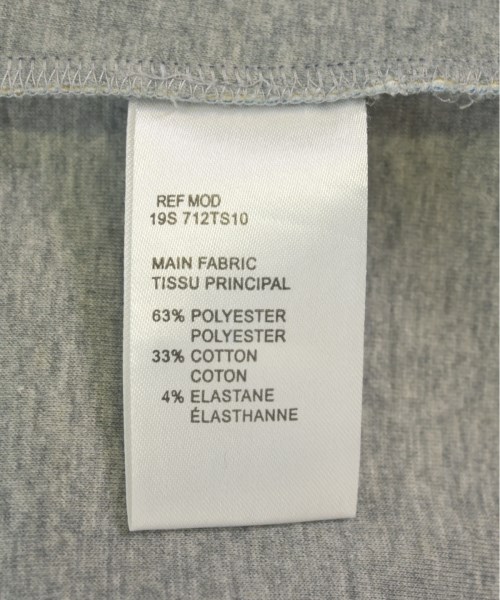 REF MOD
19S 712TS10
MAIN FABRIC
TISSU PRINCIPAL
63% POLYESTER
POLYESTER
33% COTTON
COTON
4% ELASTANE
ÉLASTHANNE